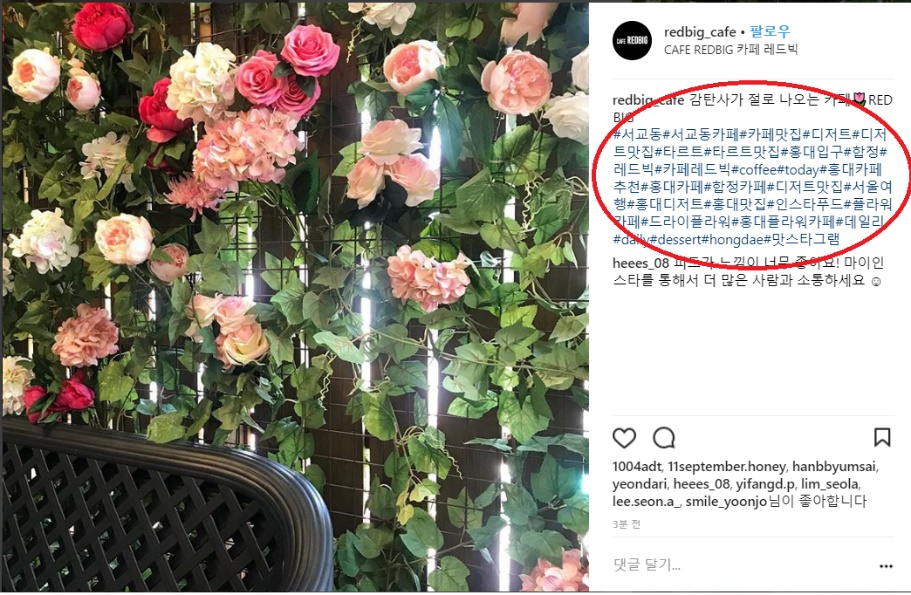 CAFE REDBIG
redbig_cafe • 팔로우
CAFE REDBIG 카페 레드빅
redbig_cafe 감탄사가 절로 나오는 카페🌷RED
BIG
#서교동#서교동카페#카페맛집#디저트#디저
트맛집#타르트#타르트맛집#홍대입구#합정#
레드빅#카페레드빅#coffee#today#홍대카페
추천#홍대카페#합정카페#디저트맛집#서울여
행#홍대디저트#홍대맛집#인스타푸드#플라워
카페#드라이플라워#홍대플라워카페#데일리
#daily#dessert#hongdae#맛스타그램
heees_08 피드가 느낌이 너무 좋아요! 마이인
스타를 통해서 더 많은 사람과 소통하세요 ☺
1004adt, 11september.honey, hanbbyumsai,
yeondari, heees_08, yifangd.p, lim_seola,
lee.seon.a_, smile_yoonjo님이 좋아합니다
3분 전
댓글 달기...